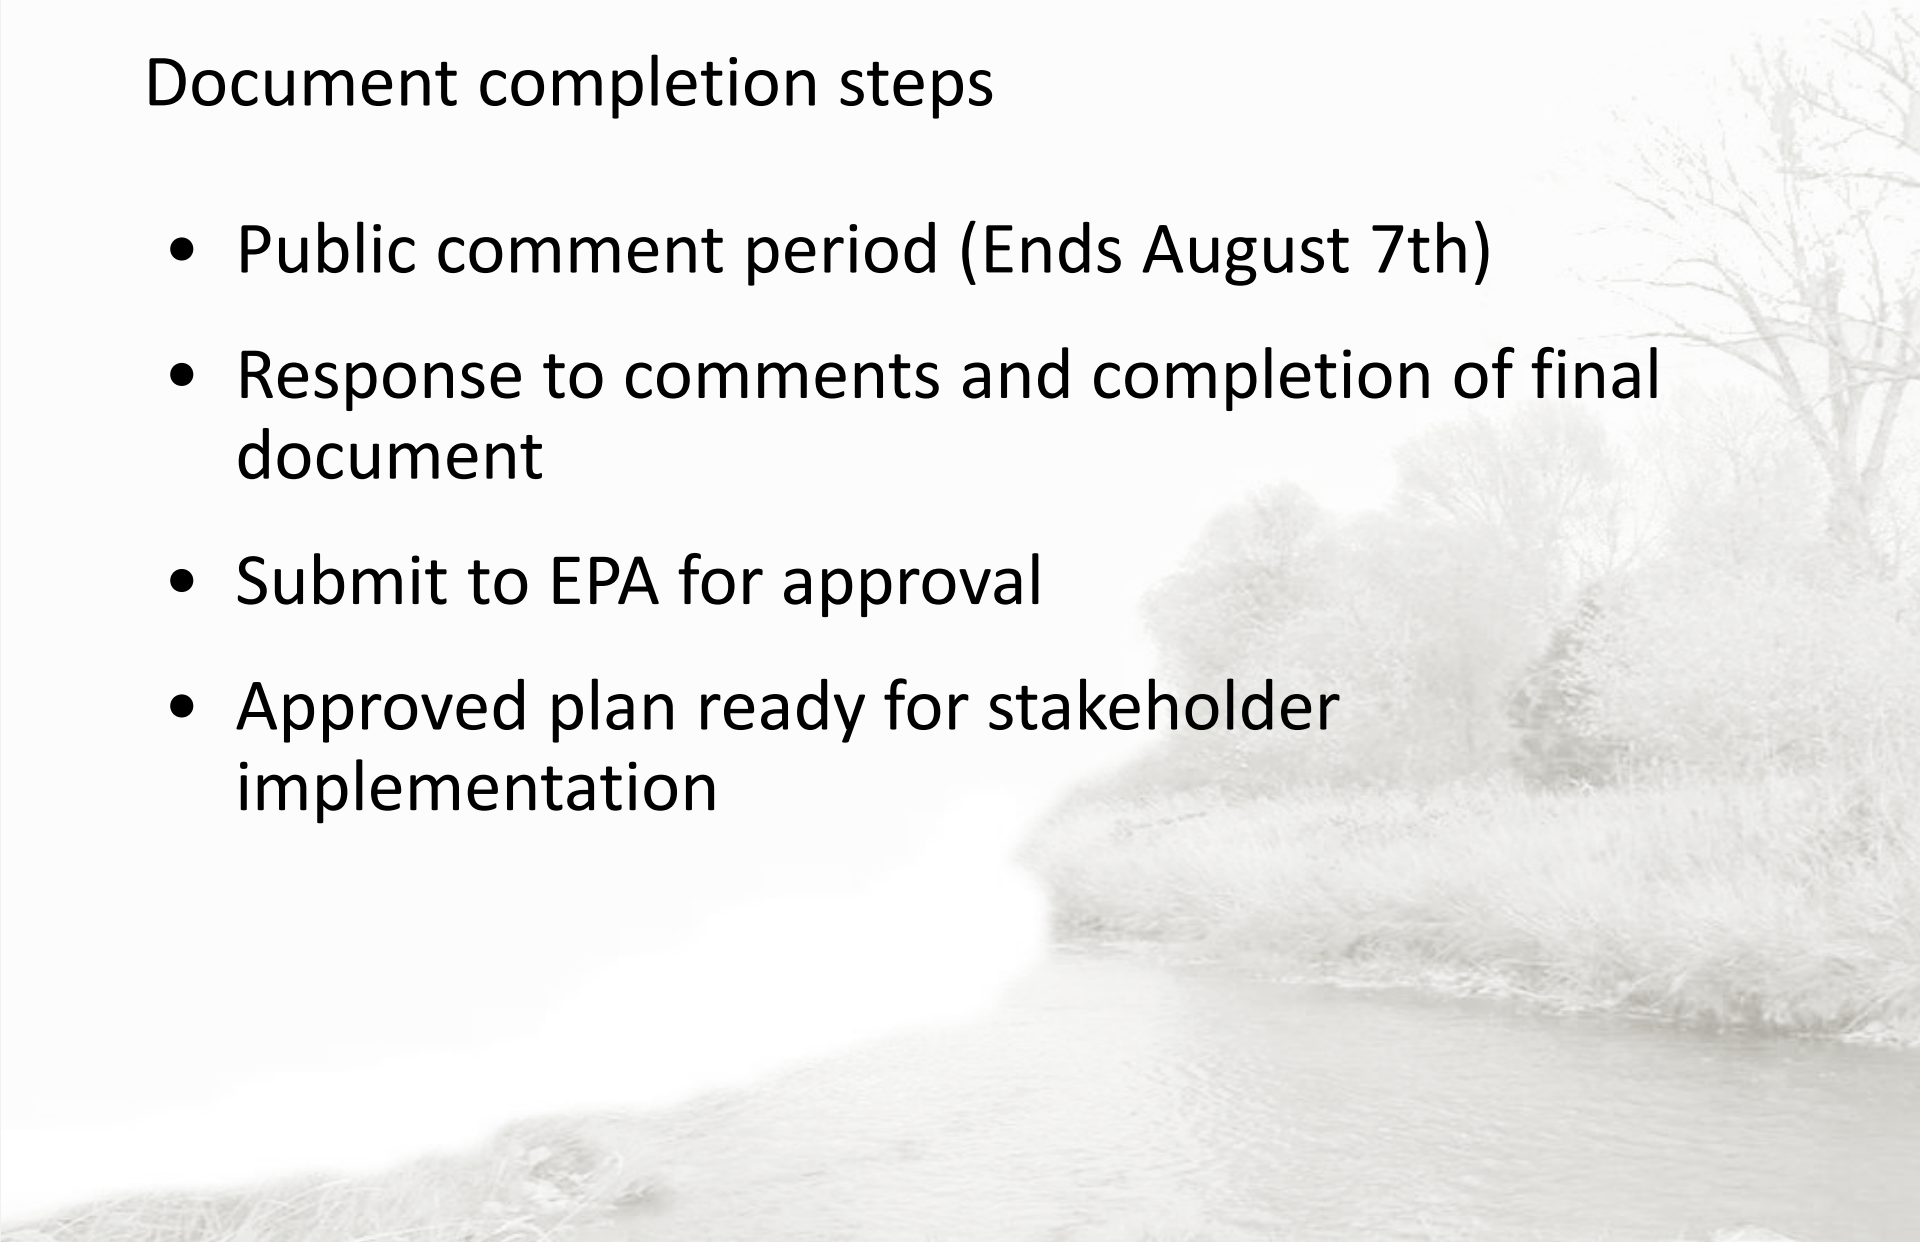 Document completion steps
• Public comment period (Ends August 7th)
• Response to comments and completion of final
document
• Submit to EPA for approval
• Approved plan ready for stakeholder
implementation